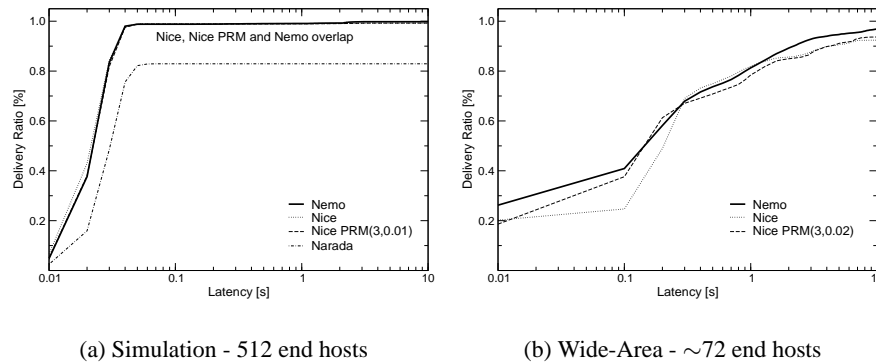 1.0
0.8
0.6
0.4
0.2
Delivery Ratio [%]
Nice, Nice PRM and Nemo overlap
Nemo
Nice
Nice PRM(3,0.01)
Narada
0.01 0.1 1 10
Latency [s]
(a) Simulation - 512 end hosts
1.0
0.8
0.6
0.4
0.2
Delivery Ratio [%]
Nemo
Nice
Nice PRM(3,0.02)
0.01 0.1 1 10
Latency [s]
(b) Wide-Area - ∼72 end hosts